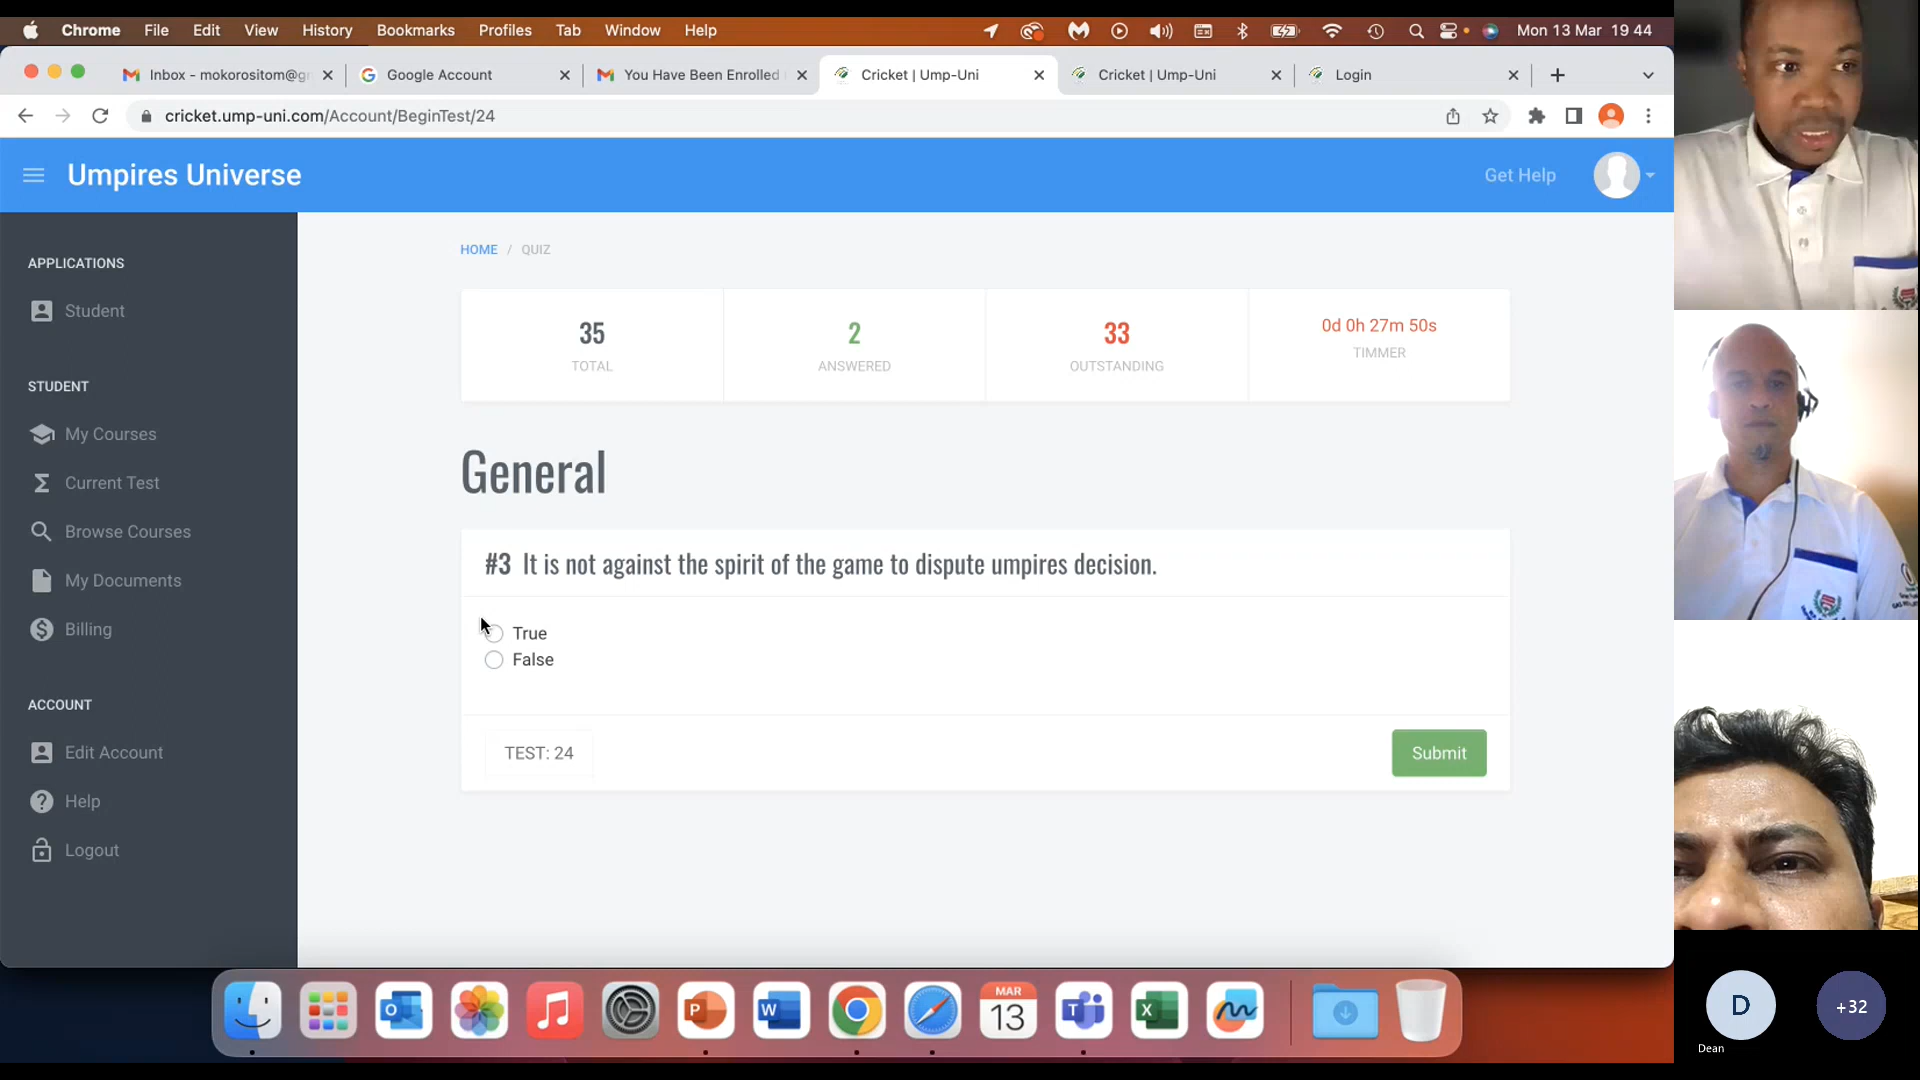 Chrome File Edit View History Bookmarks Profiles Tab Window Help Mon 13 Mar 19 44
Inbox - mokorositom@g Google Account You Have Been Enrolled Cricket | Ump-Uni Cricket | Ump-Uni Login
cricket.ump-uni.com/Account/BeginTest/24
Umpires Universe
Get Help
APPLICATIONS
Student
STUDENT
My Courses
Current Test
Browse Courses
My Documents
Billing
ACCOUNT
Edit Account
Help
Logout
HOME / QUIZ
35 2 33 0d 0h 27m 50s
TOTAL ANSWERED OUTSTANDING TIMMER
General
#3 It is not against the spirit of the game to dispute umpires decision.
True
False
TEST: 24
Submit
MAR
13
D
+32
Dean